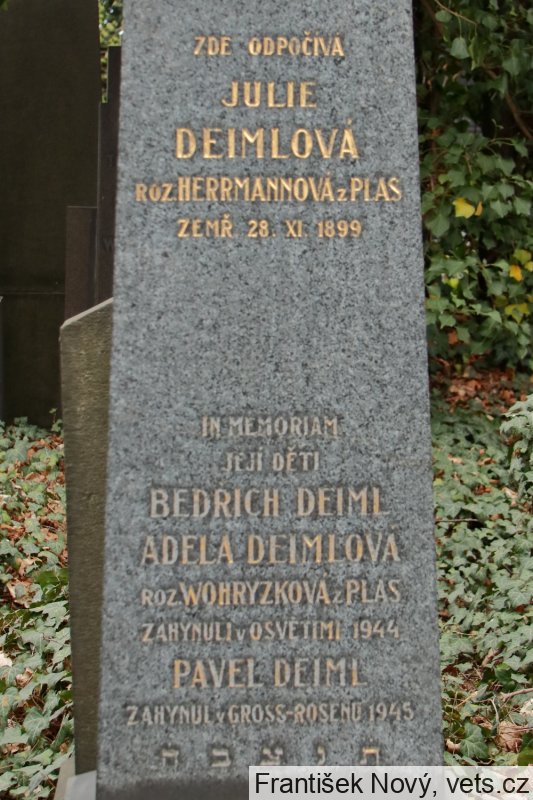 ZDE ODPOČÍVÁ
JULIE
DEIMLOVÁ
ROZ. HERRMANNOVÁ z PLAS
ZEMŘ. 28. XI. 1899
IN MEMORIAM
JEJÍ DĚTI
BEDRICH DEIML
ADELA DEIMLOVÁ
ROZ. WOHRYZKOVÁ z PLAS
ZAHYNULI v OSVĚTIMI 1944
PAVEL DEIML
ZAHYNUL v GROSS-ROSENU 1945
ת נ צ ב ה
František Nový, vets.cz